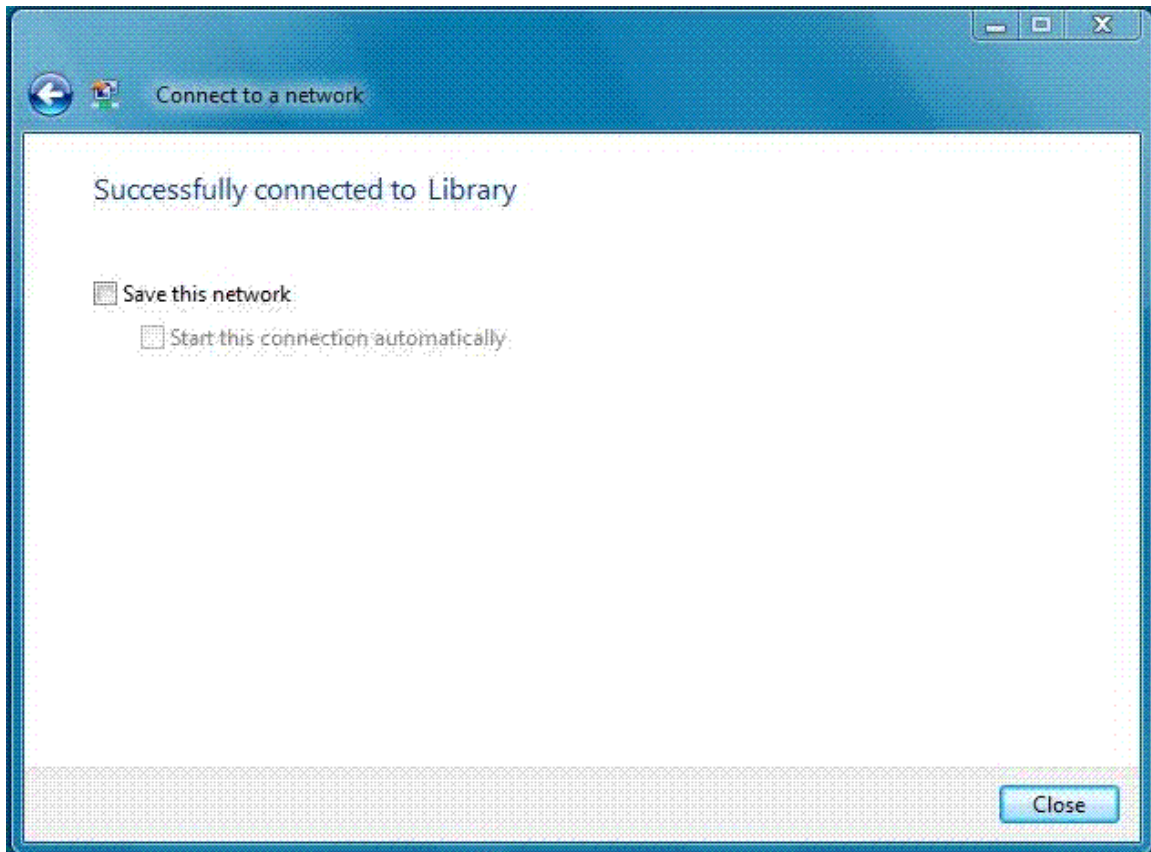 Connect to a network
Successfully connected to Library
Save this network
Start this connection automatically
Close